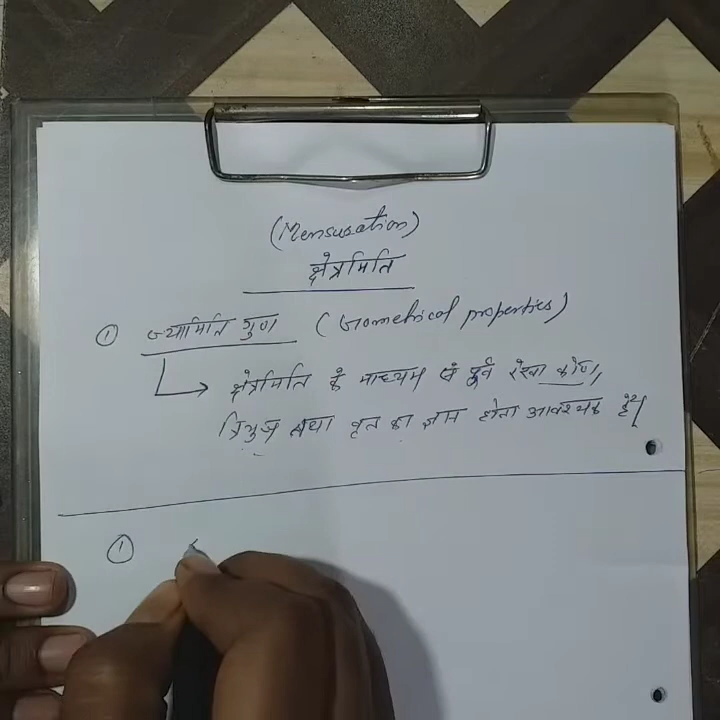 (Mensuration)
क्षेत्रमिति
① ज्यामिति गुण (Geometrical properties)
क्षेत्रमिति के माध्यम से पूर्व रेखा कोण,
त्रिभुज तथा वृत का ज्ञान होना आवश्यक है।
①